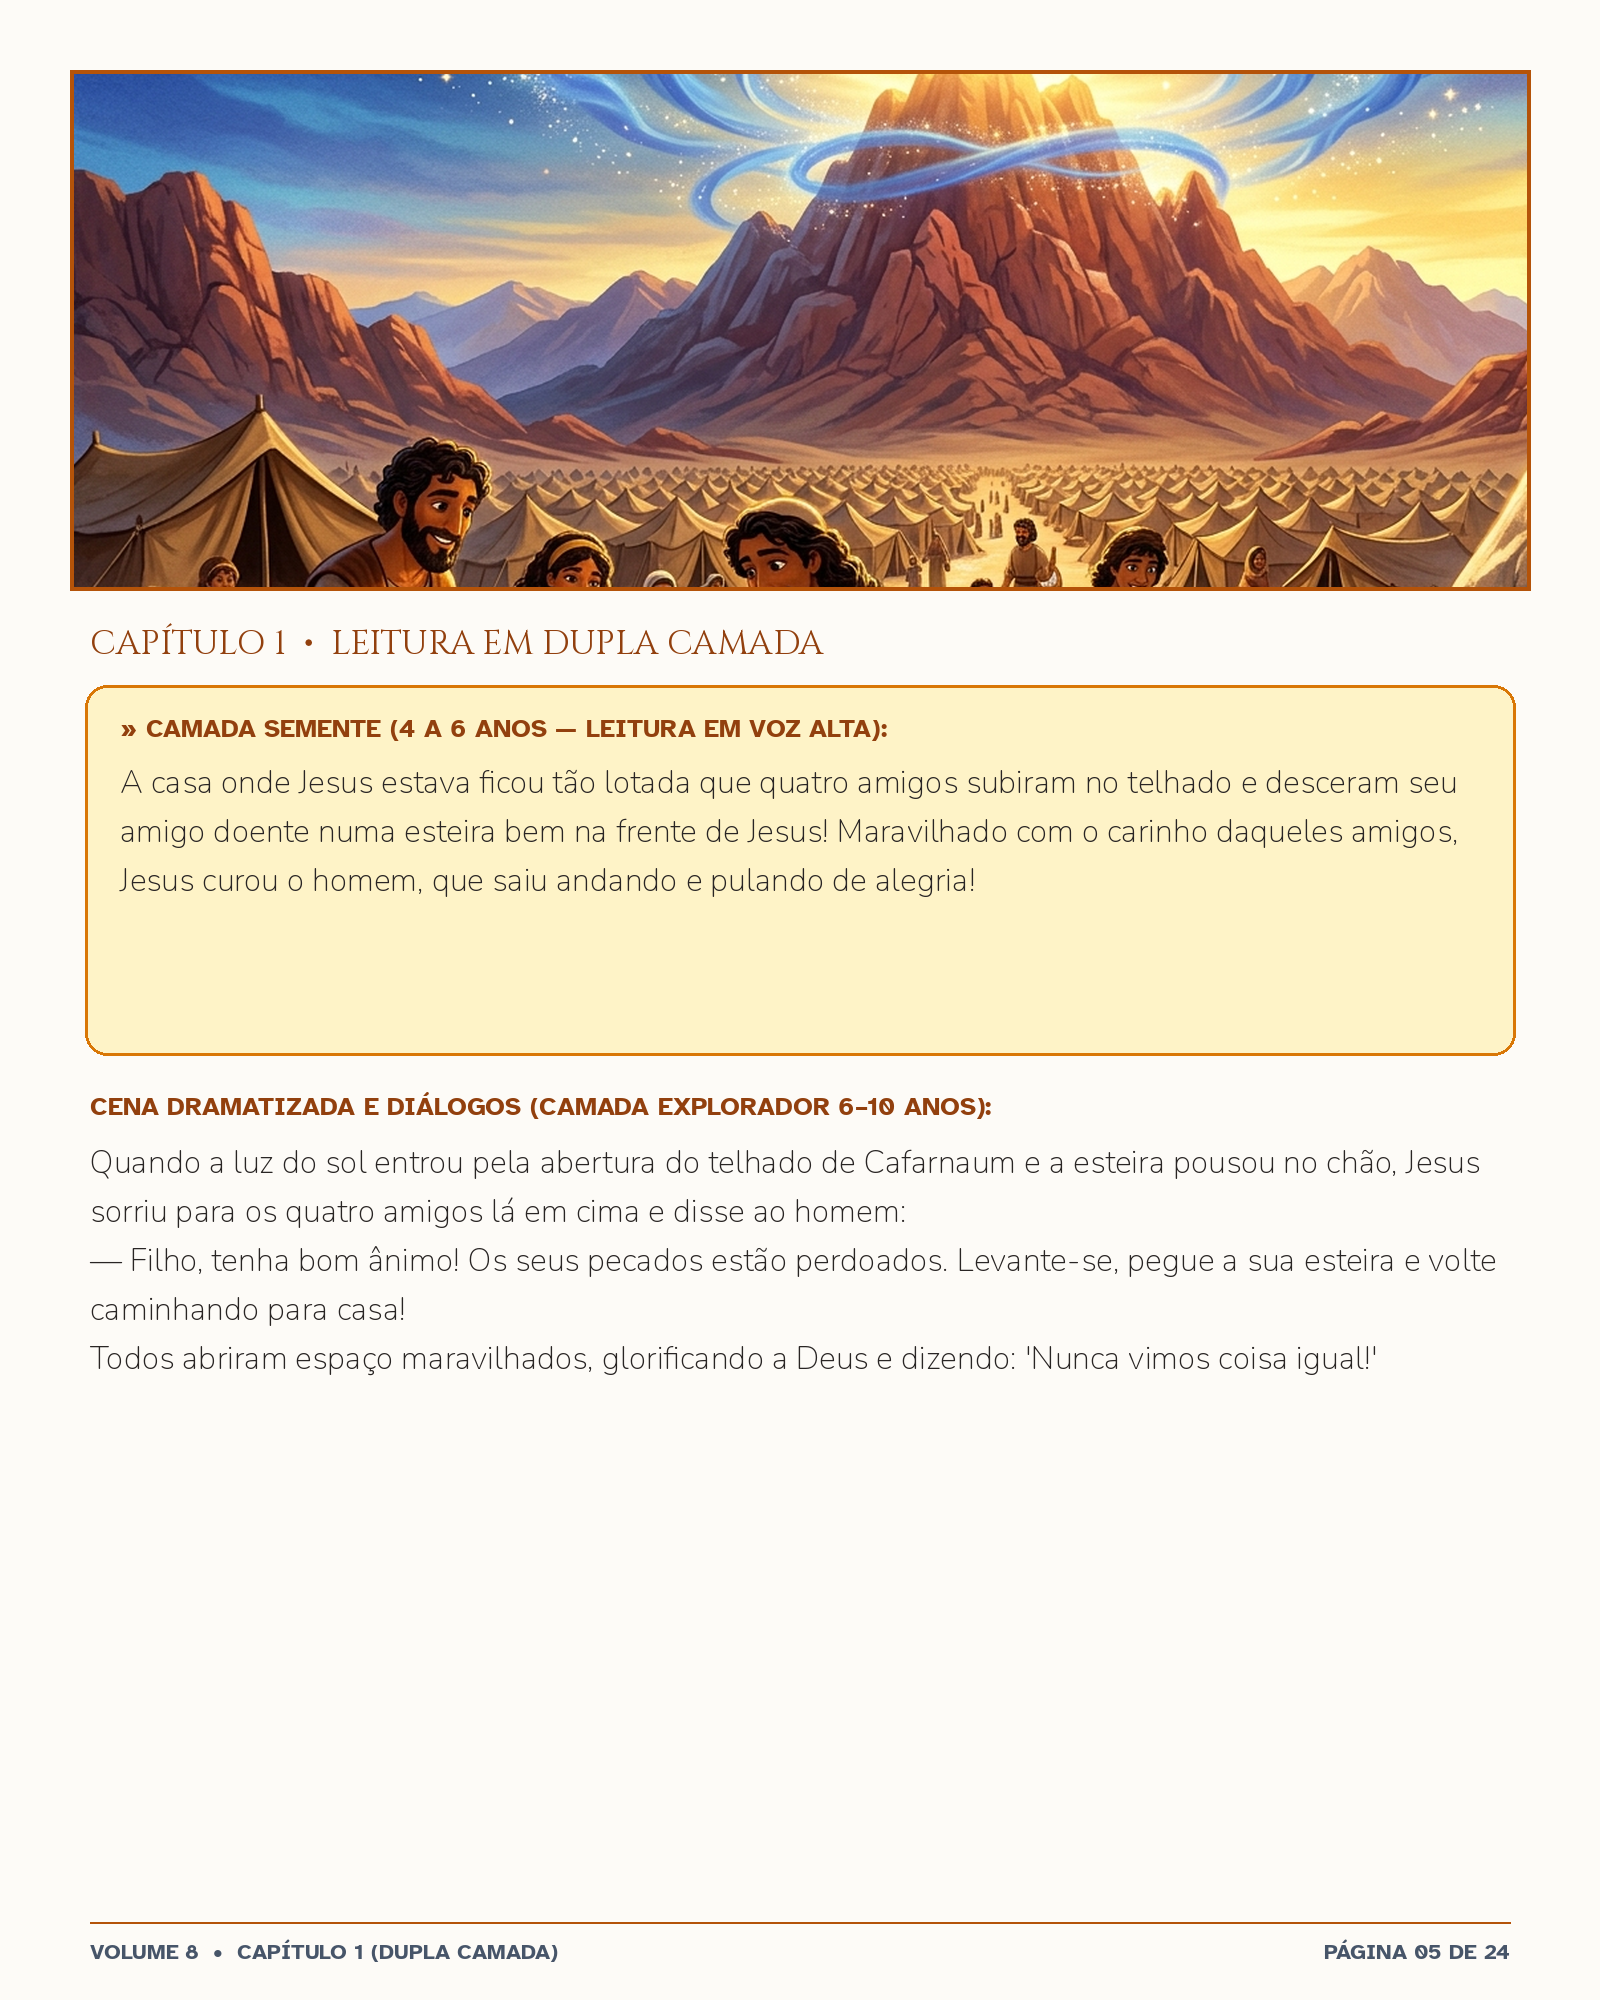 CAPÍTULO 1 • LEITURA EM DUPLA CAMADA
» CAMADA SEMENTE (4 A 6 ANOS — LEITURA EM VOZ ALTA):
A casa onde Jesus estava ficou tão lotada que quatro amigos subiram no telhado e desceram seu
amigo doente numa esteira bem na frente de Jesus! Maravilhado com o carinho daqueles amigos,
Jesus curou o homem, que saiu andando e pulando de alegria!
CENA DRAMATIZADA E DIÁLOGOS (CAMADA EXPLORADOR 6–10 ANOS):
Quando a luz do sol entrou pela abertura do telhado de Cafarnaum e a esteira pousou no chão, Jesus
sorriu para os quatro amigos lá em cima e disse ao homem:
— Filho, tenha bom ânimo! Os seus pecados estão perdoados. Levante-se, pegue a sua esteira e volte
caminhando para casa!
Todos abriram espaço maravilhados, glorificando a Deus e dizendo: 'Nunca vimos coisa igual!'
VOLUME 8 • CAPÍTULO 1 (DUPLA CAMADA)
PÁGINA 05 DE 24